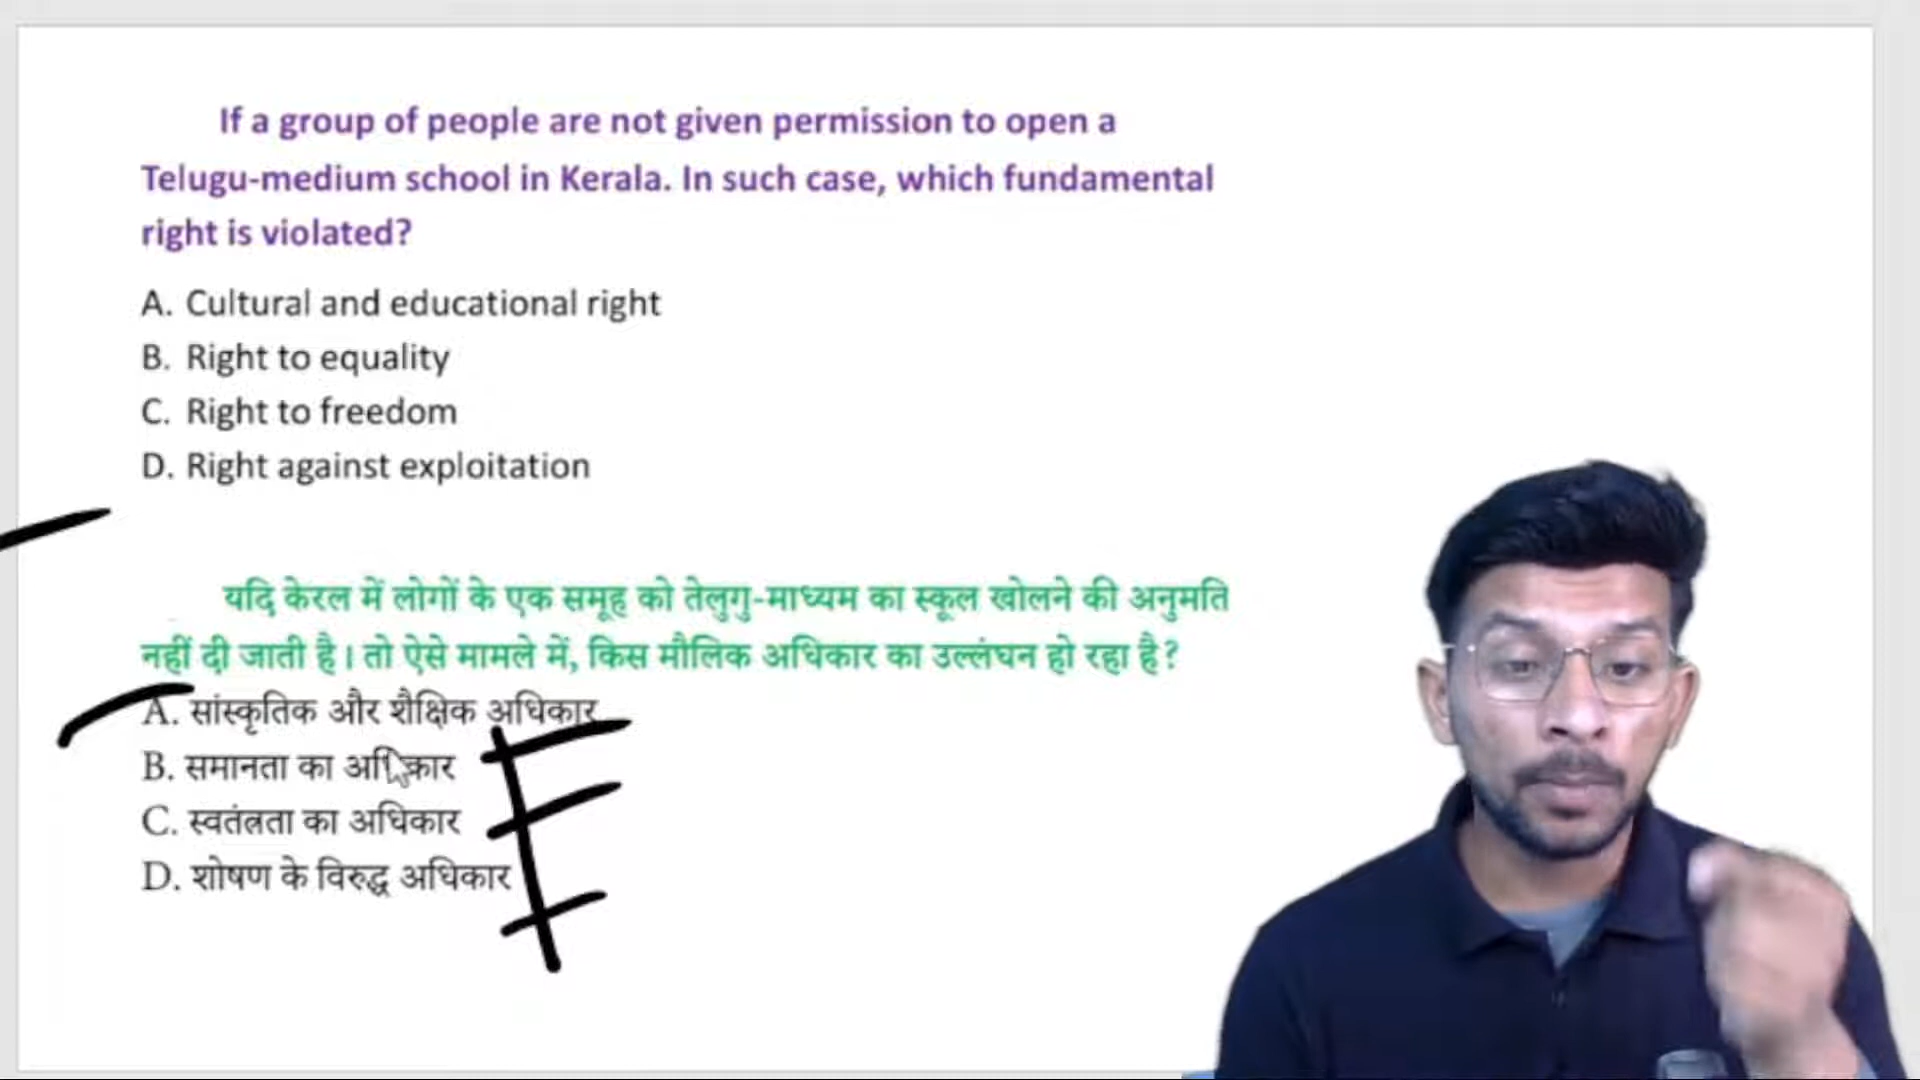 If a group of people are not given permission to open a
Telugu-medium school in Kerala. In such case, which fundamental
right is violated?
A. Cultural and educational right
B. Right to equality
C. Right to freedom
D. Right against exploitation
यदि केरल में लोगों के एक समूह को तेलुगु-माध्यम का स्कूल खोलने की अनुमति
नहीं दी जाती है। तो ऐसे मामले में, किस मौलिक अधिकार का उल्लंघन हो रहा है?
A. सांस्कृतिक और शैक्षिक अधिकार
B. समानता का अधिकार
C. स्वतंत्रता का अधिकार
D. शोषण के विरुद्ध अधिकार